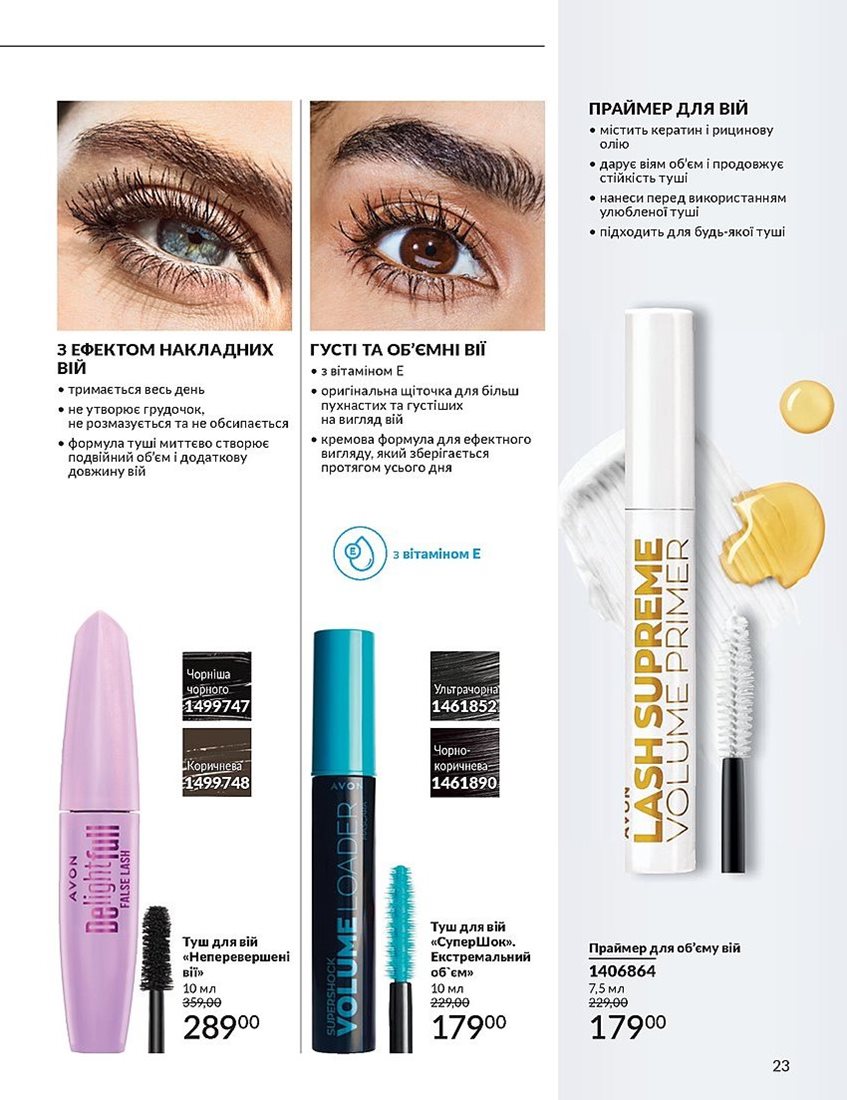 З ЕФЕКТОМ НАКЛАДНИХ
ВІЙ
• тримається весь день
• не утворює грудочок,
не розмазується та не обсипається
• формула туші миттєво створює
подвійний об’єм і додаткову
довжину вій
Чорніша
чорного
1499747
Коричнева
1499748
AVON
Delightfull
FALSE LASH
Туш для вій
«Неперевершені
вії»
10 мл
359,00
289⁰⁰
ГУСТІ ТА ОБ’ЄМНІ ВІЇ
• з вітаміном Е
• оригінальна щіточка для більш
пухнастих та густіших
на вигляд вій
• кремова формула для ефектного
вигляду, який зберігається
протягом усього дня
E
з вітаміном Е
Ультрачорна
1461852
Чорно-
коричнева
1461890
AVON
SUPERSHOCK
VOLUME LOADER
MASCARA
Туш для вій
«СуперШок».
Екстремальний
об`єм»
10 мл
229,00
179⁰⁰
ПРАЙМЕР ДЛЯ ВІЙ
• містить кератин і рицинову
олію
• дарує віям об’єм і продовжує
стійкість туші
• нанеси перед використанням
улюбленої туші
• підходить для будь-якої туші
AVON
LASH SUPREME
VOLUME PRIMER
Праймер для об’єму вій
1406864
7,5 мл
229,00
179⁰⁰
23